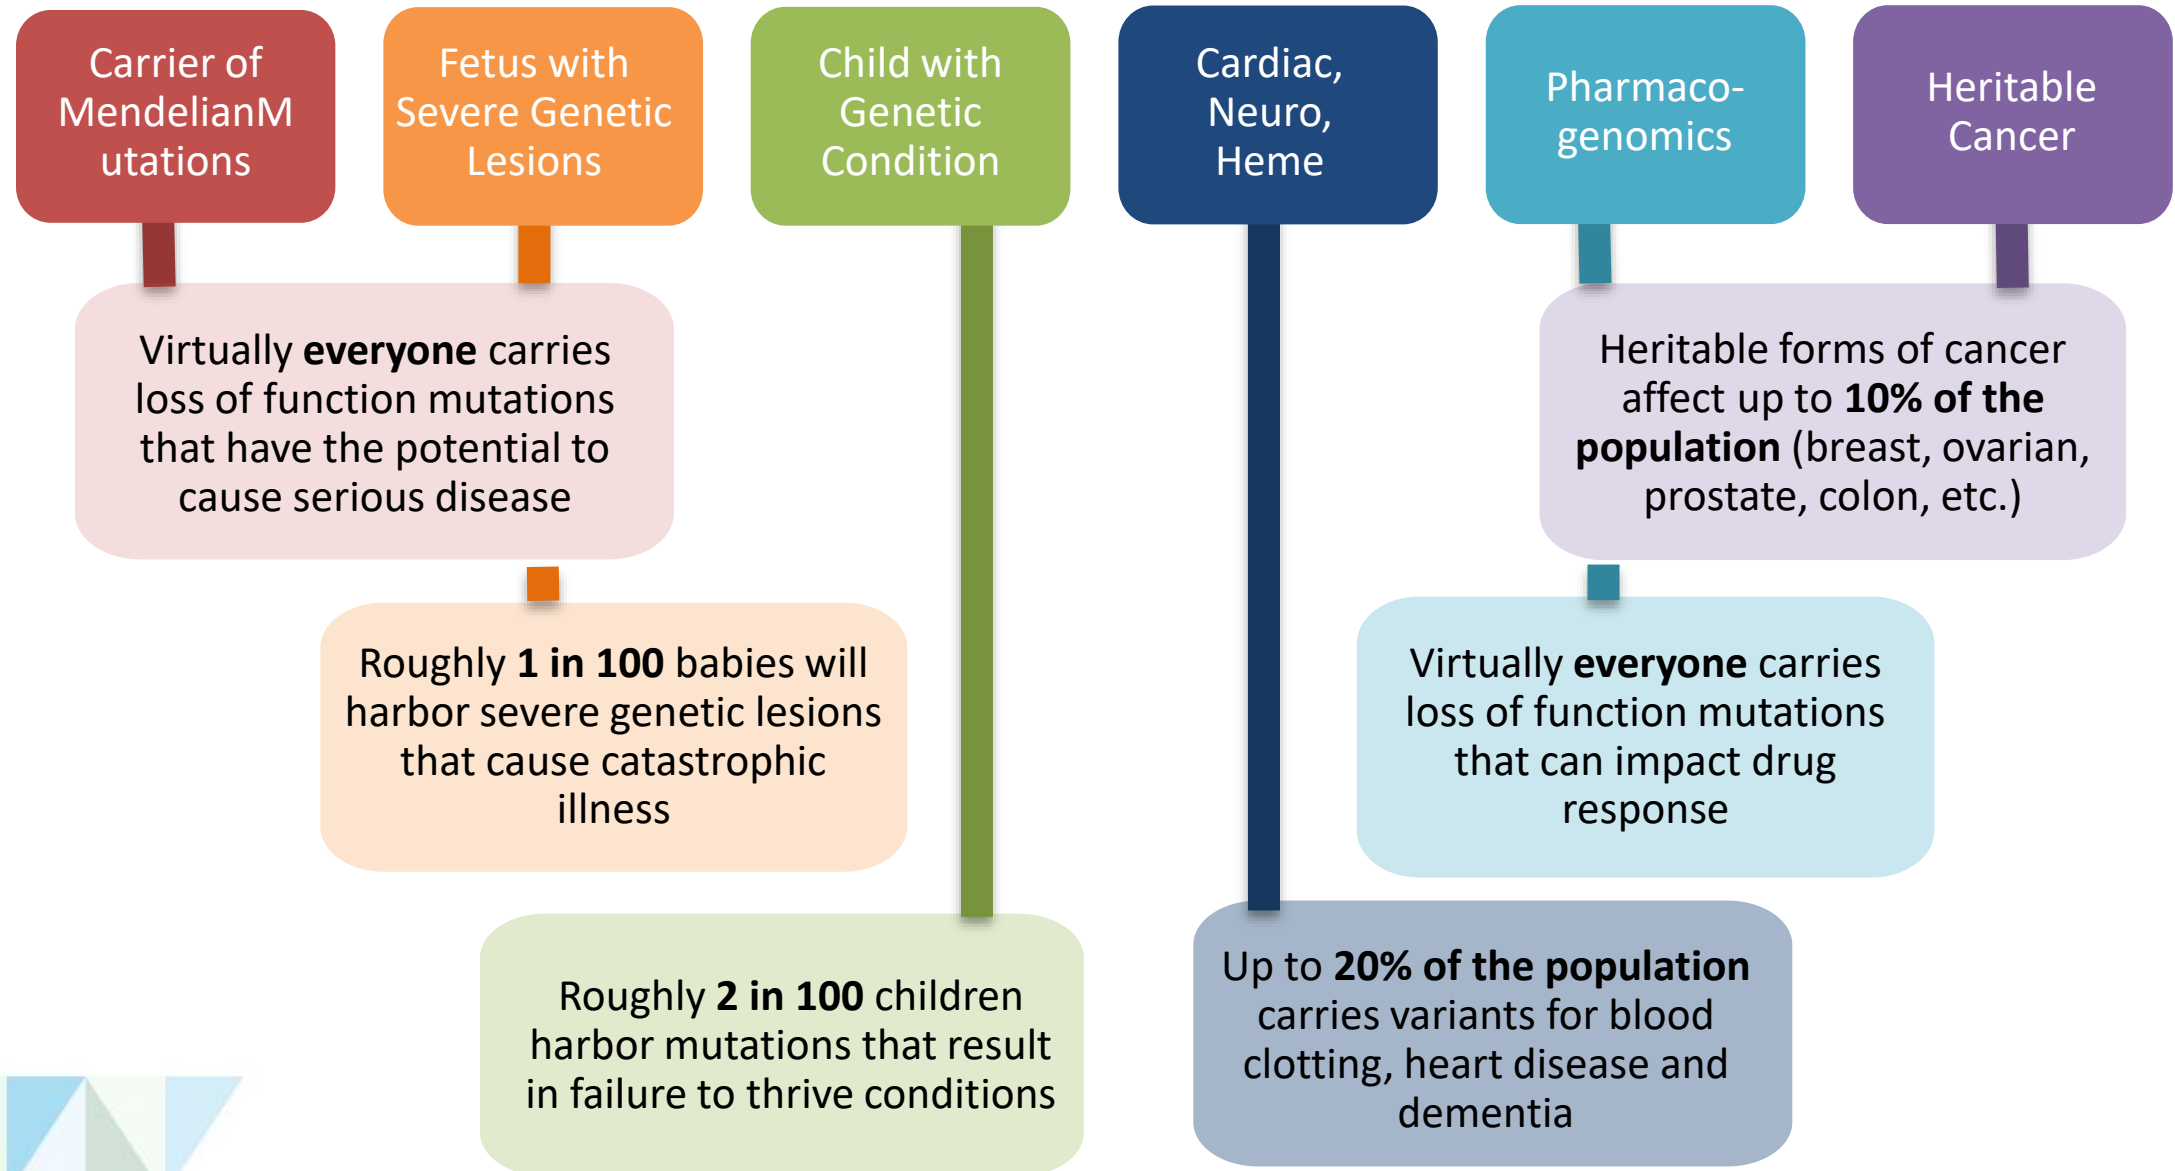 Carrier of
MendelianM
utations
Fetus with
Severe Genetic
Lesions
Child with
Genetic
Condition
Cardiac,
Neuro,
Heme
Pharmaco-
genomics
Heritable
Cancer
Virtually everyone carries
loss of function mutations
that have the potential to
cause serious disease
Heritable forms of cancer
affect up to 10% of the
population (breast, ovarian,
prostate, colon, etc.)
Roughly 1 in 100 babies will
harbor severe genetic lesions
that cause catastrophic
illness
Virtually everyone carries
loss of function mutations
that can impact drug
response
Roughly 2 in 100 children
harbor mutations that result
in failure to thrive conditions
Up to 20% of the population
carries variants for blood
clotting, heart disease and
dementia